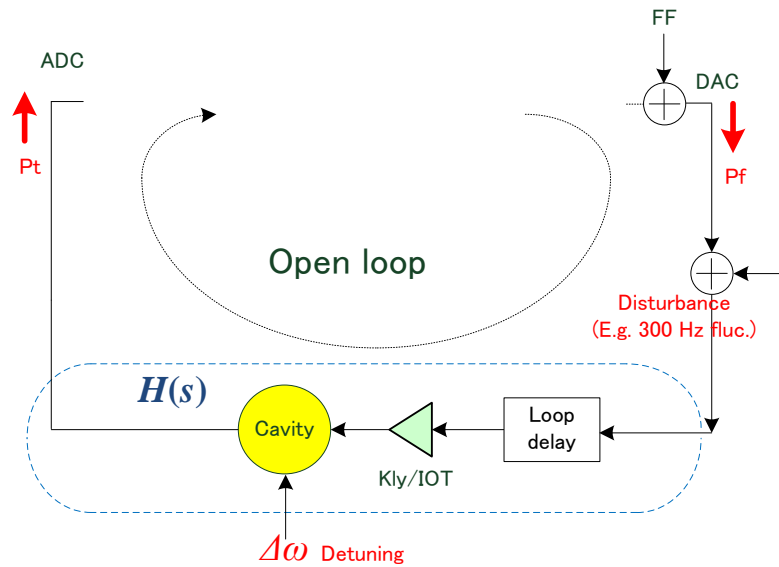 FF
ADC
DAC
Pt
Pf
Open loop
Disturbance
(E.g. 300 Hz fluc.)
H(s)
Cavity
Loop
delay
Kly/IOT
Δω Detuning